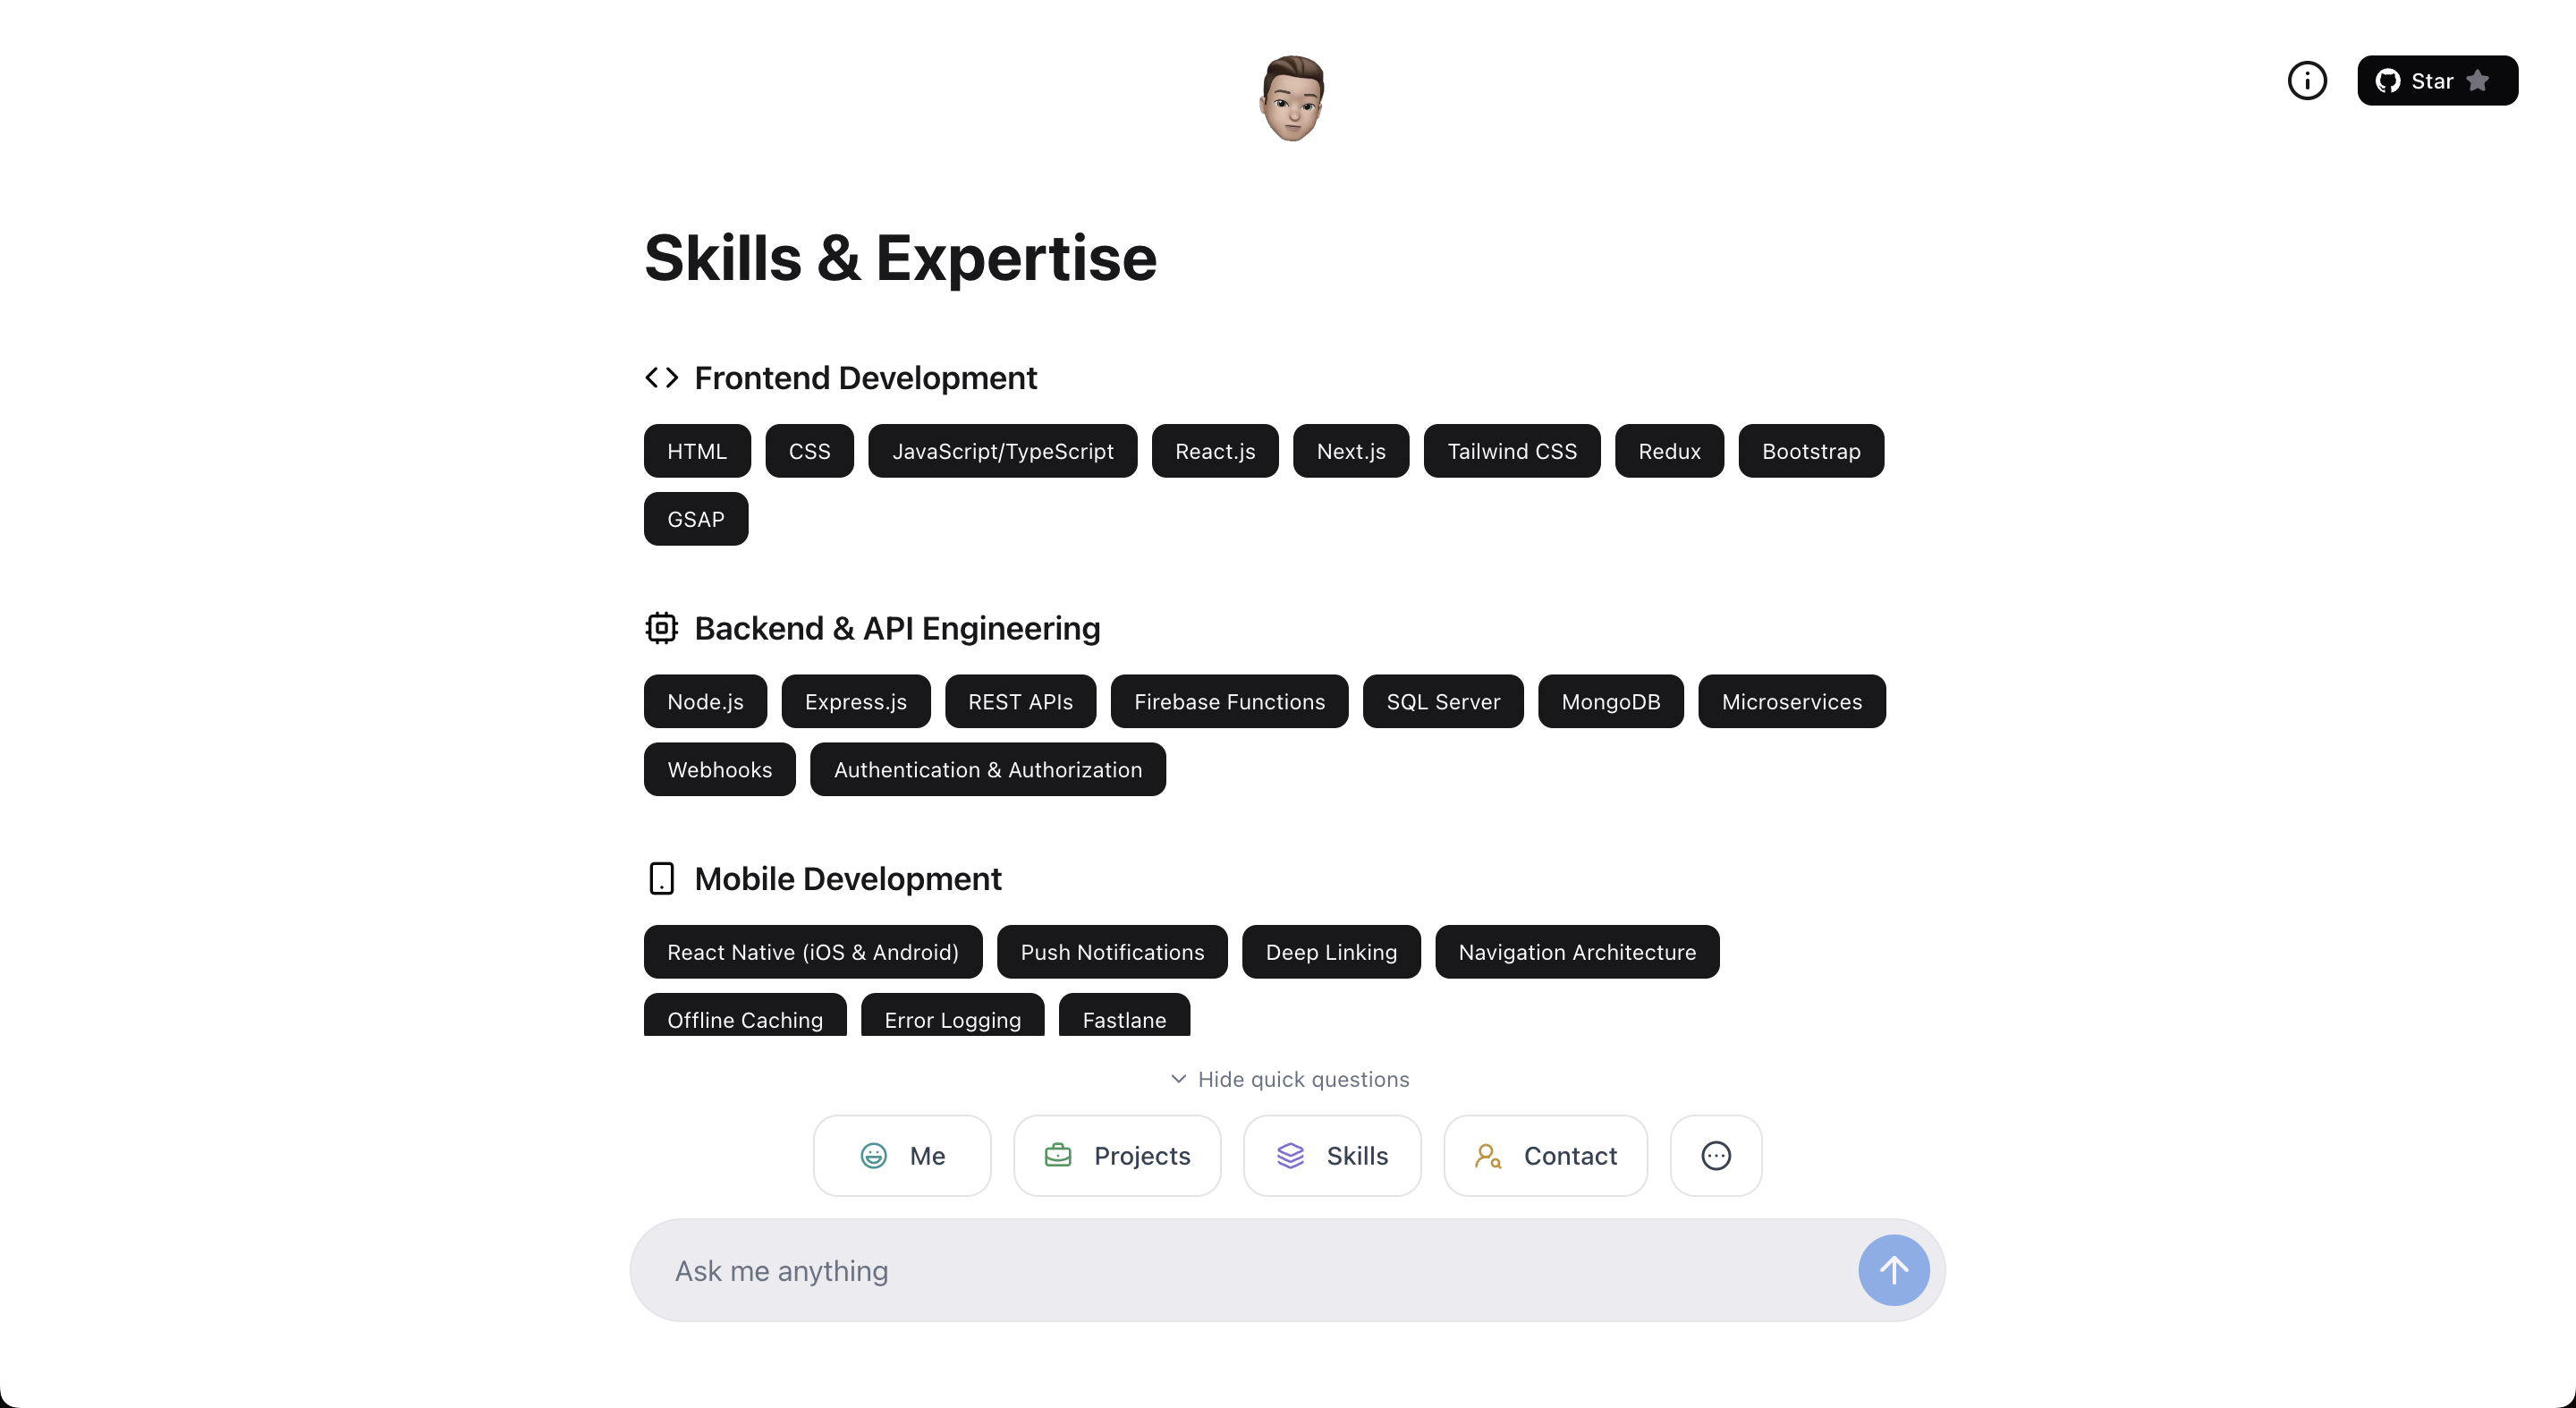 Star
Skills & Expertise
Frontend Development
HTML CSS JavaScript/TypeScript React.js Next.js Tailwind CSS Redux Bootstrap
GSAP
Backend & API Engineering
Node.js Express.js REST APIs Firebase Functions SQL Server MongoDB Microservices
Webhooks Authentication & Authorization
Mobile Development
React Native (iOS & Android) Push Notifications Deep Linking Navigation Architecture
Offline Caching Error Logging Fastlane
Hide quick questions
Me Projects Skills Contact
Ask me anything